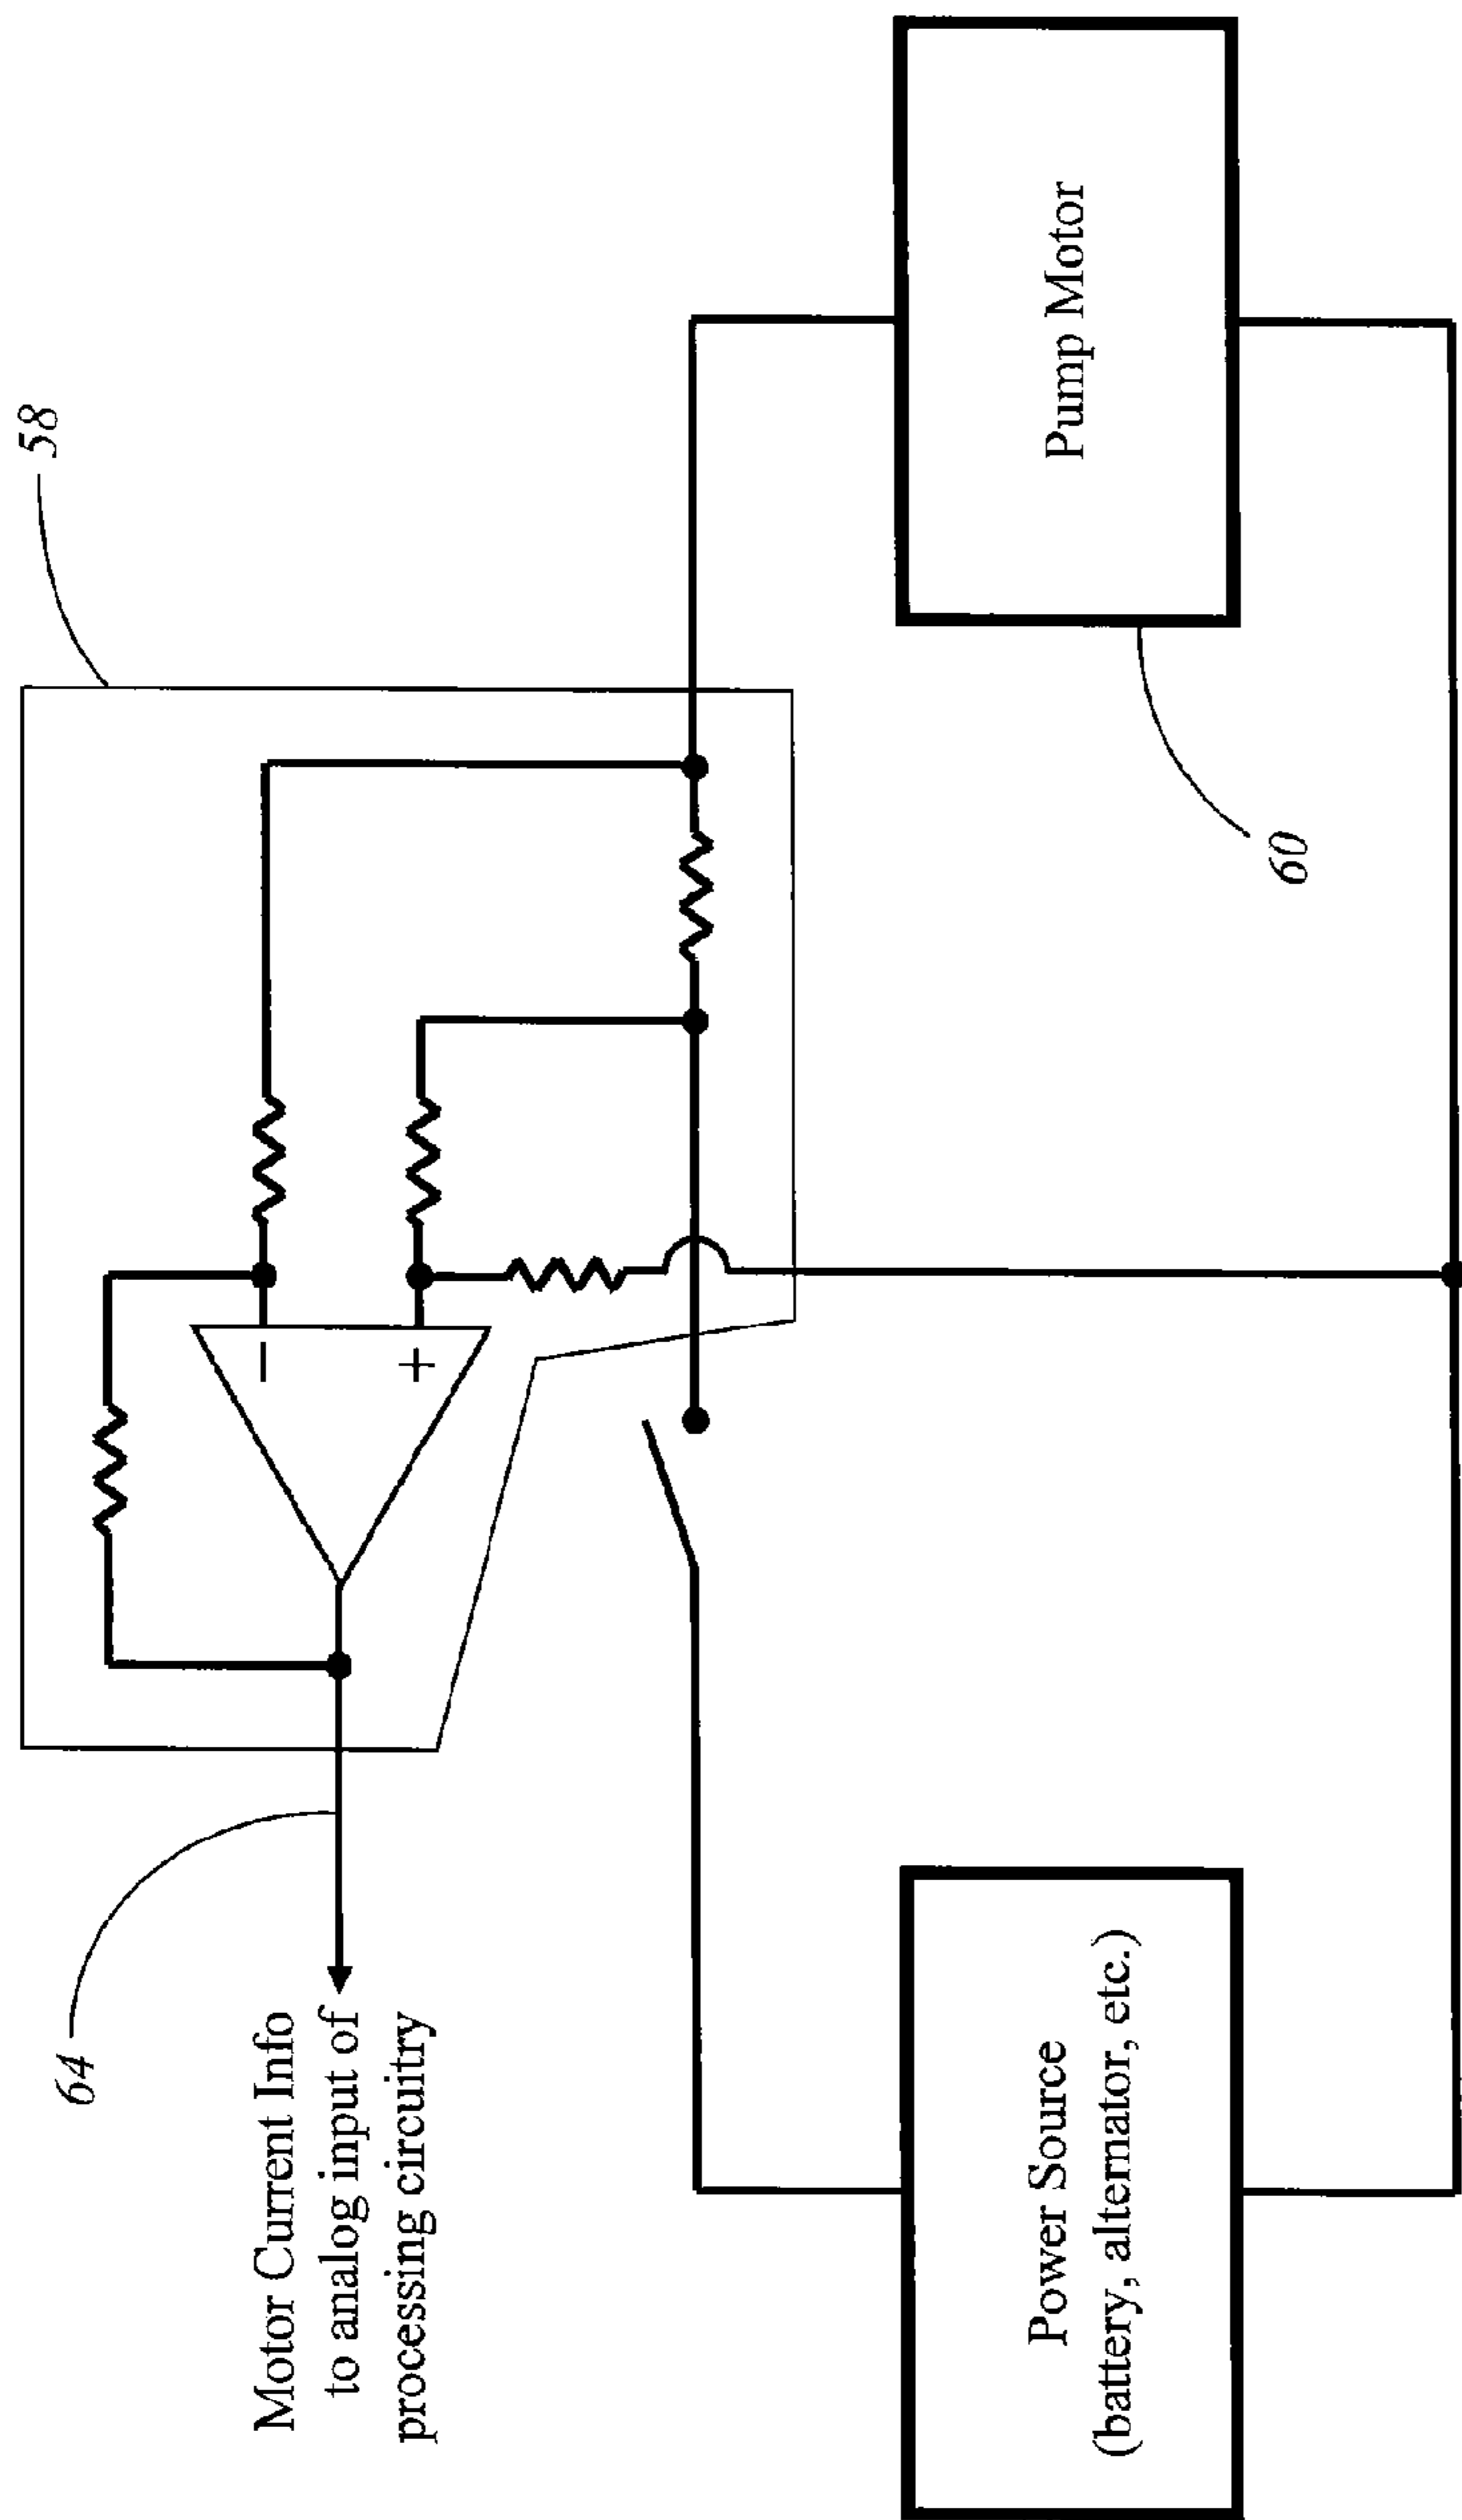 64
Motor Current Info
to analog input of
processing circuitry
58
−
+
Power Source
(battery, alternator, etc.)
Pump Motor
60